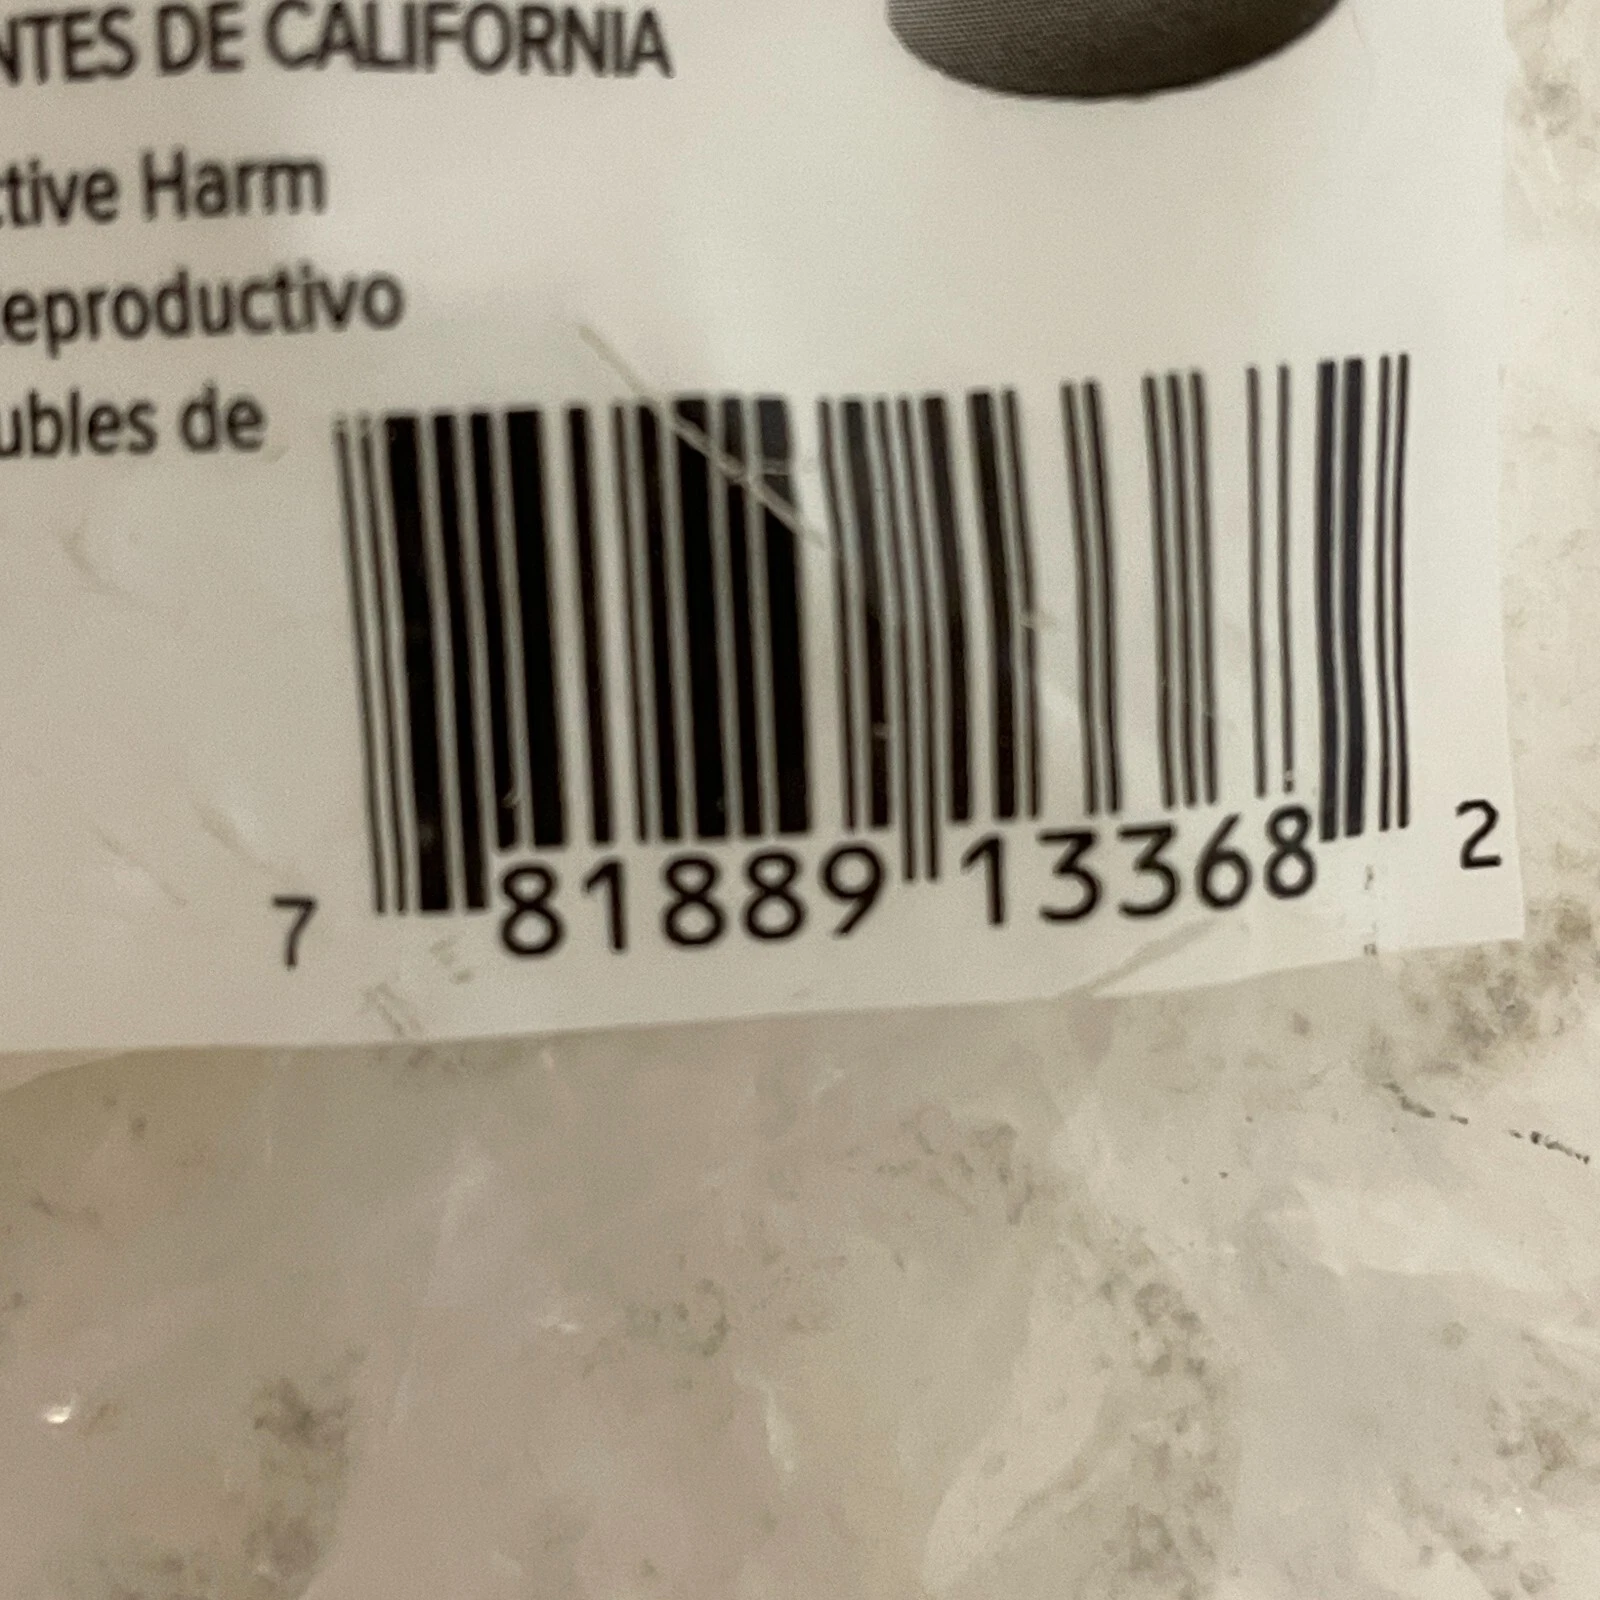 NTES DE CALIFORNIA
ctive Harm
eproductivo
ubles de
7 81889 13368 2